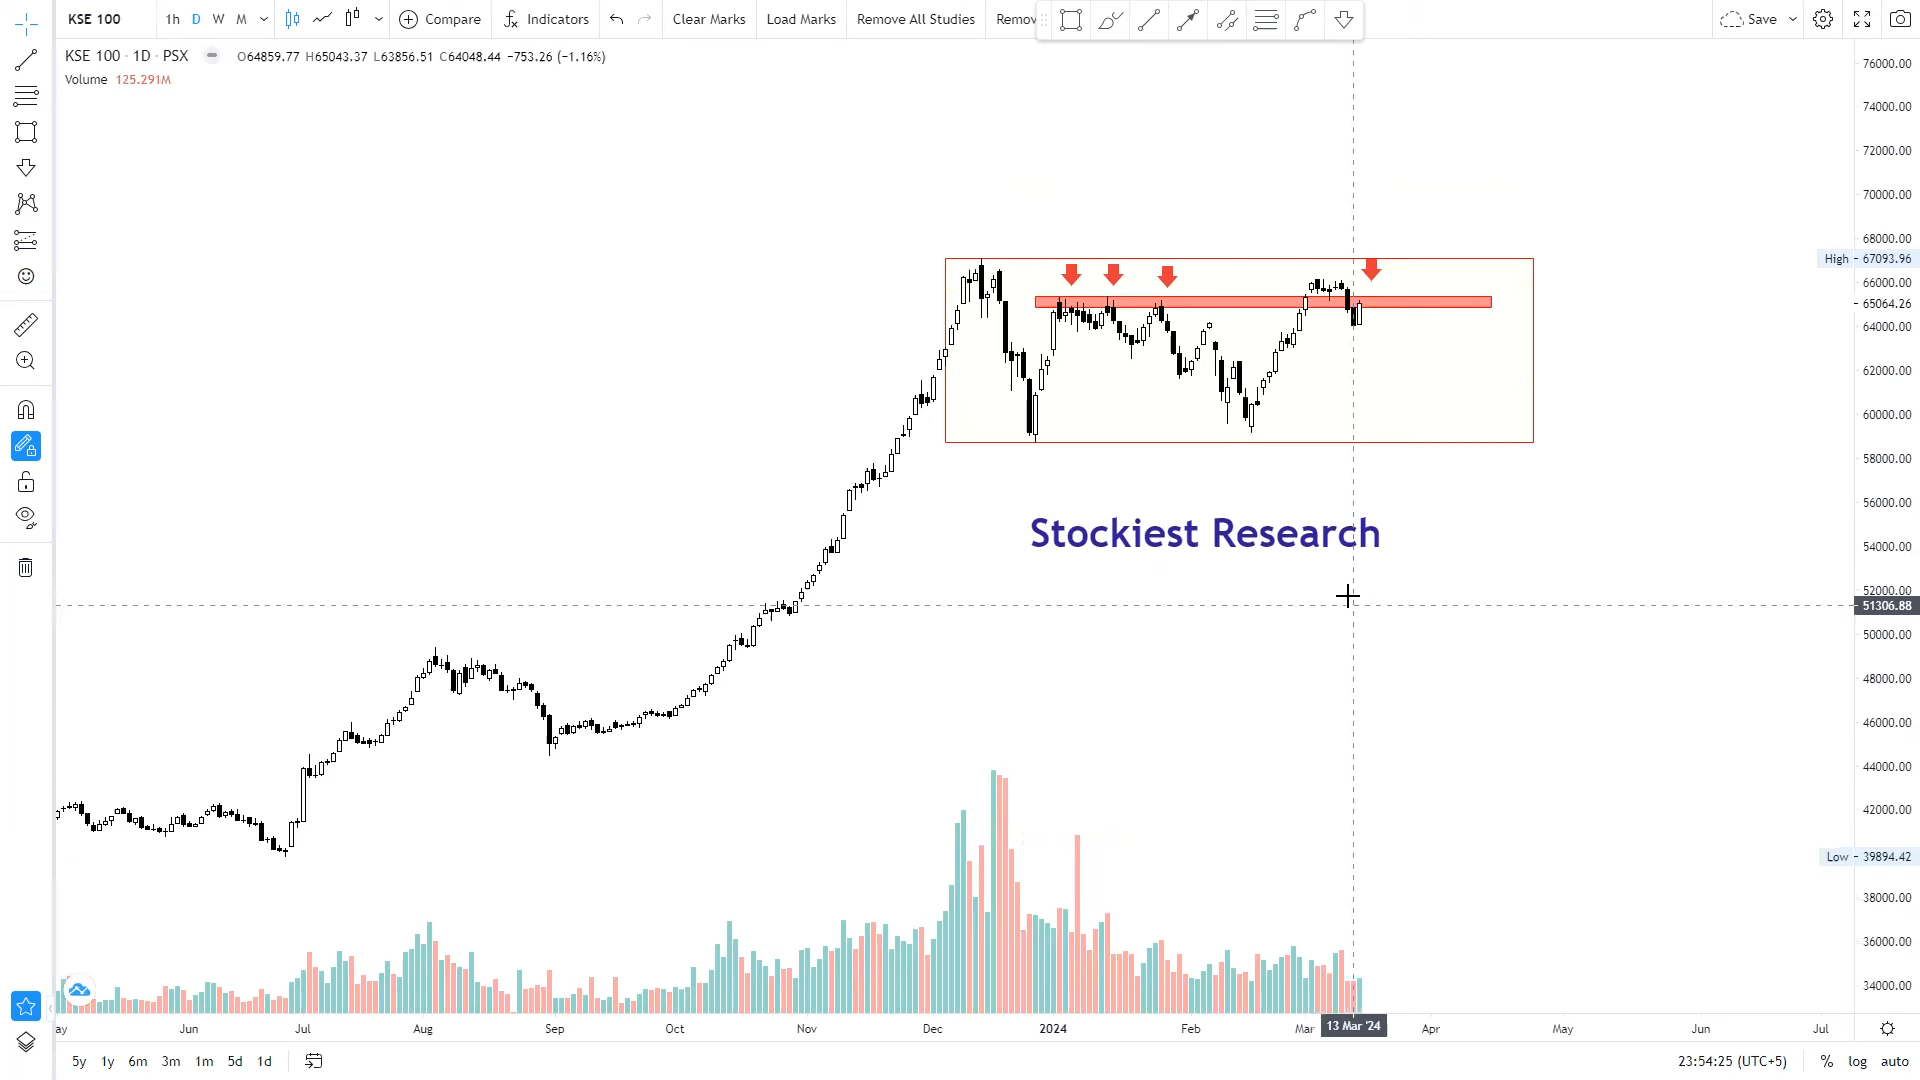 KSE 100 1h D W M Compare Indicators Clear Marks Load Marks Remove All Studies Remov Save
KSE 100 · 1D · PSX O64859.77 H65043.37 L63856.51 C64048.44 −753.26 (−1.16%)
Volume 125.291M
76000.00
74000.00
72000.00
70000.00
68000.00
High 67093.96
66000.00
65064.26
64000.00
62000.00
60000.00
58000.00
56000.00
Stockiest Research
54000.00
52000.00
51306.88
50000.00
48000.00
46000.00
44000.00
42000.00
Low 39894.42
38000.00
36000.00
34000.00
ay Jun Jul Aug Sep Oct Nov Dec 2024 Feb Mar 13 Mar '24 Apr May Jun Jul
5y 1y 6m 3m 1m 5d 1d 23:54:25 (UTC+5) % log auto